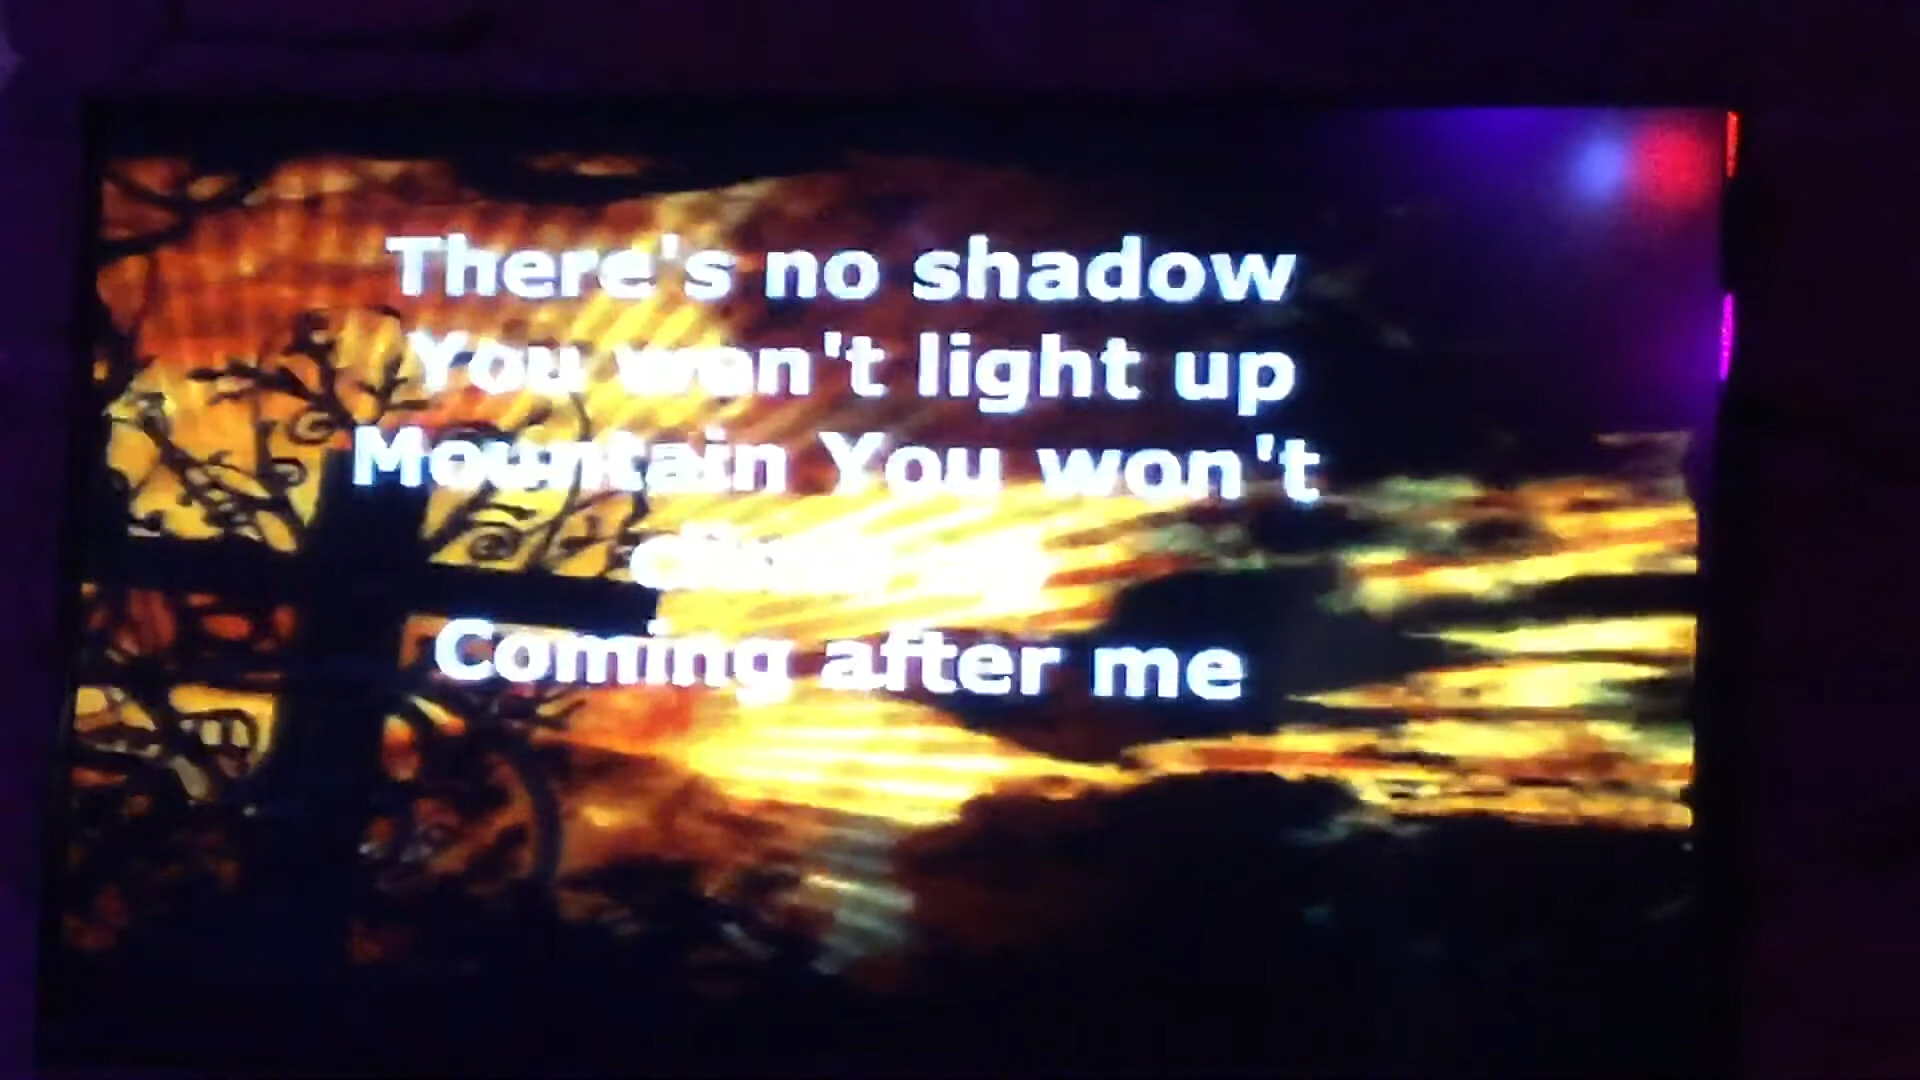 There's no shadow
You won't light up
Mountain You won't
Coming after me